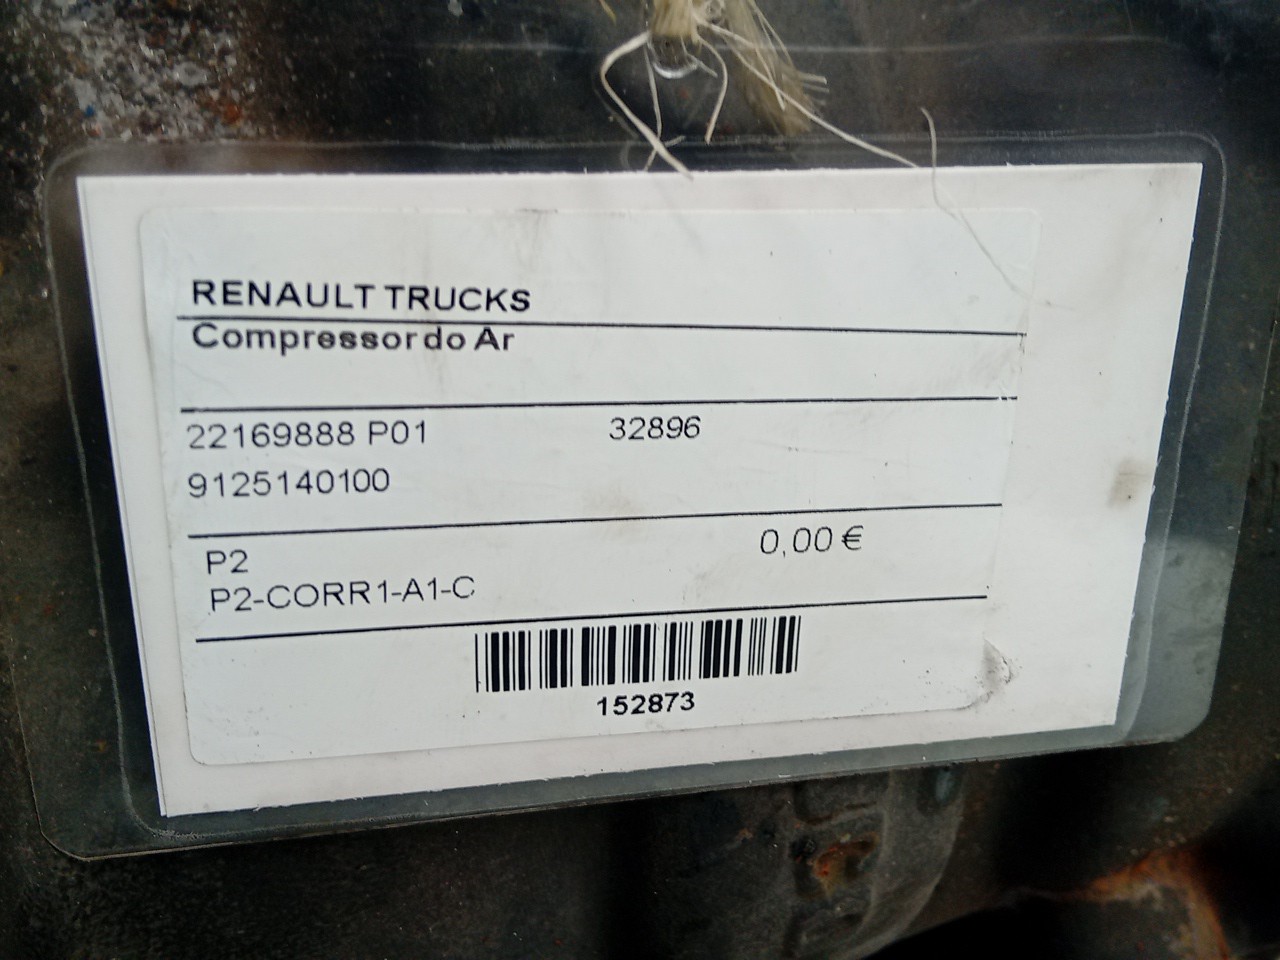 RENAULT TRUCKS
Compressor do Ar
22169888 P01 32896
9125140100
P2 0,00 €
P2-CORR1-A1-C
152873